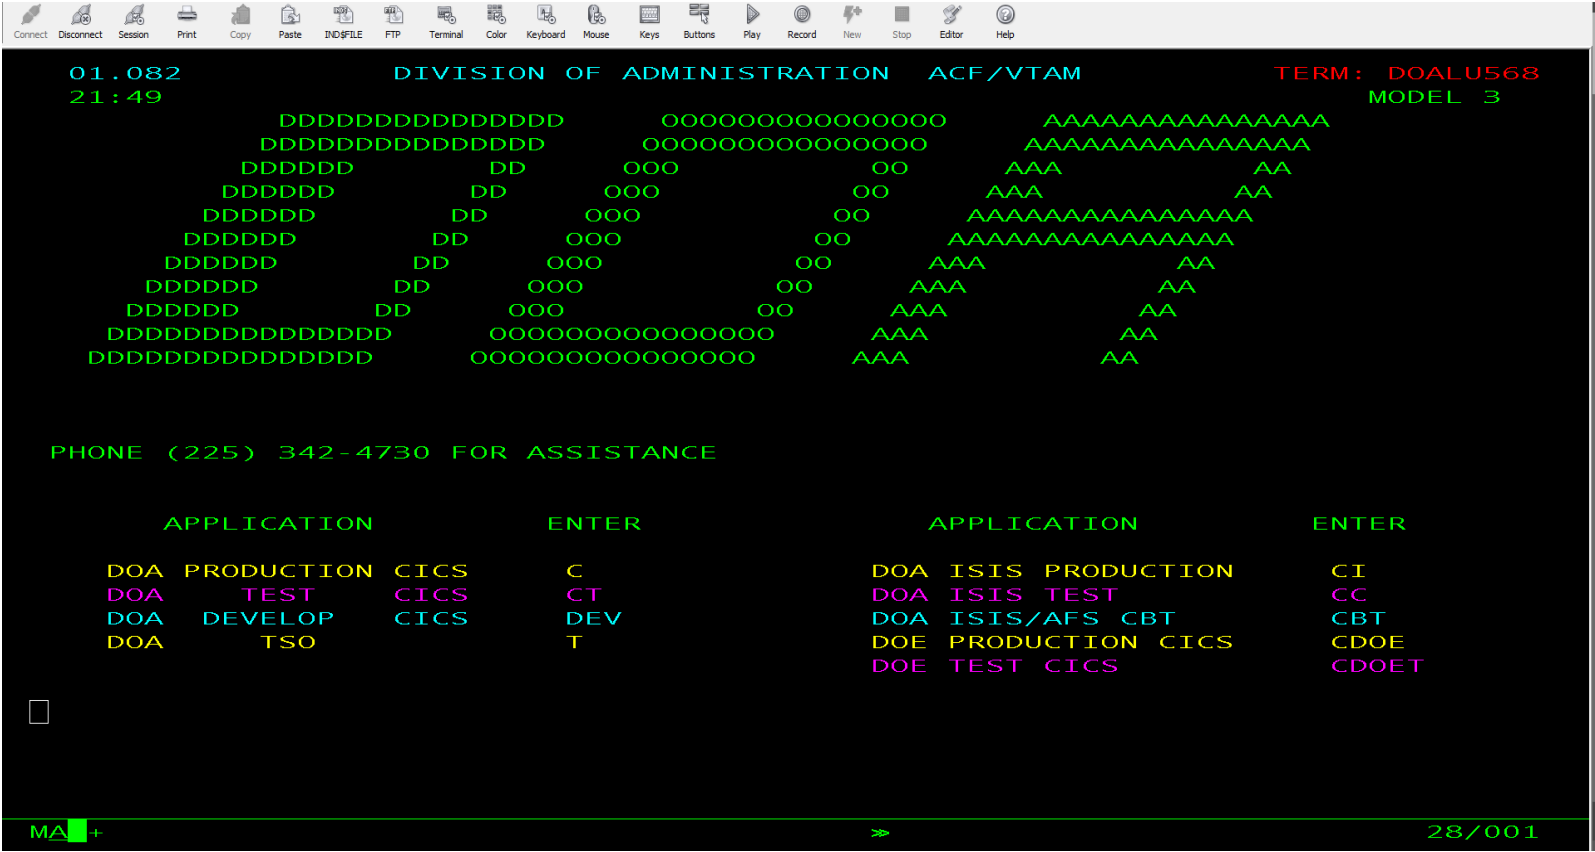 Connect Disconnect Session Print Copy Paste IND$FILE FTP Terminal Color Keyboard Mouse Keys Buttons Play Record New Stop Editor Help
01.082 DIVISION OF ADMINISTRATION ACF/VTAM TERM: DOALU568
21:49 MODEL 3
DDDDDDDDDDDDDDD OOOOOOOOOOOOOOO AAAAAAAAAAAAAAA
DDDDDDDDDDDDDDD OOOOOOOOOOOOOOO AAAAAAAAAAAAAAA
DDDDDD DD OOO OO AAA AA
DDDDDD DD OOO OO AAA AA
DDDDDD DD OOO OO AAAAAAAAAAAAAAA
DDDDDD DD OOO OO AAAAAAAAAAAAAAA
DDDDDD DD OOO OO AAA AA
DDDDDD DD OOO OO AAA AA
DDDDDD DD OOO OO AAA AA
DDDDDDDDDDDDDDD OOOOOOOOOOOOOOO AAA AA
DDDDDDDDDDDDDDD OOOOOOOOOOOOOOO AAA AA
PHONE (225) 342-4730 FOR ASSISTANCE
APPLICATION ENTER APPLICATION ENTER
DOA PRODUCTION CICS C DOA ISIS PRODUCTION CI
DOA TEST CICS CT DOA ISIS TEST CC
DOA DEVELOP CICS DEV DOA ISIS/AFS CBT CBT
DOA TSO T DOE PRODUCTION CICS CDOE
DOE TEST CICS CDOET
MA + 28/001